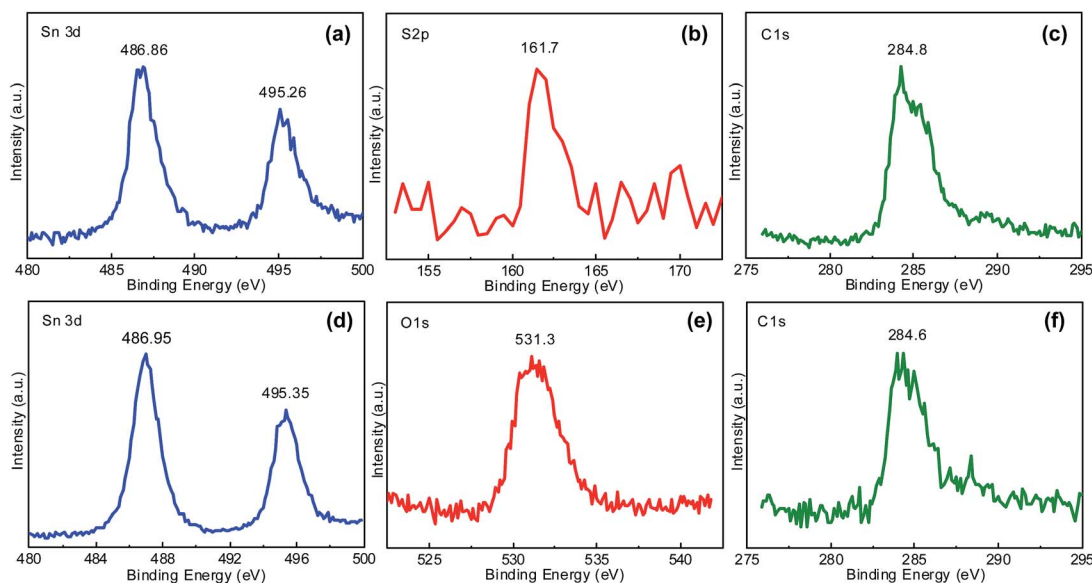 Sn 3d
(a)
486.86
495.26
Intensity (a.u.)
480 485 490 495 500
Binding Energy (eV)
S2p
(b)
161.7
Intensity (a.u.)
155 160 165 170
Binding Energy (eV)
C1s
(c)
284.8
Intensity (a.u.)
275 280 285 290 295
Binding Energy (eV)
Sn 3d
(d)
486.95
495.35
Intensity (a.u.)
480 484 488 492 496 500
Binding Energy (eV)
O1s
(e)
531.3
Intensity (a.u.)
525 530 535 540
Binding Energy (eV)
C1s
(f)
284.6
Intensity (a.u.)
275 280 285 290 295
Binding Energy (eV)